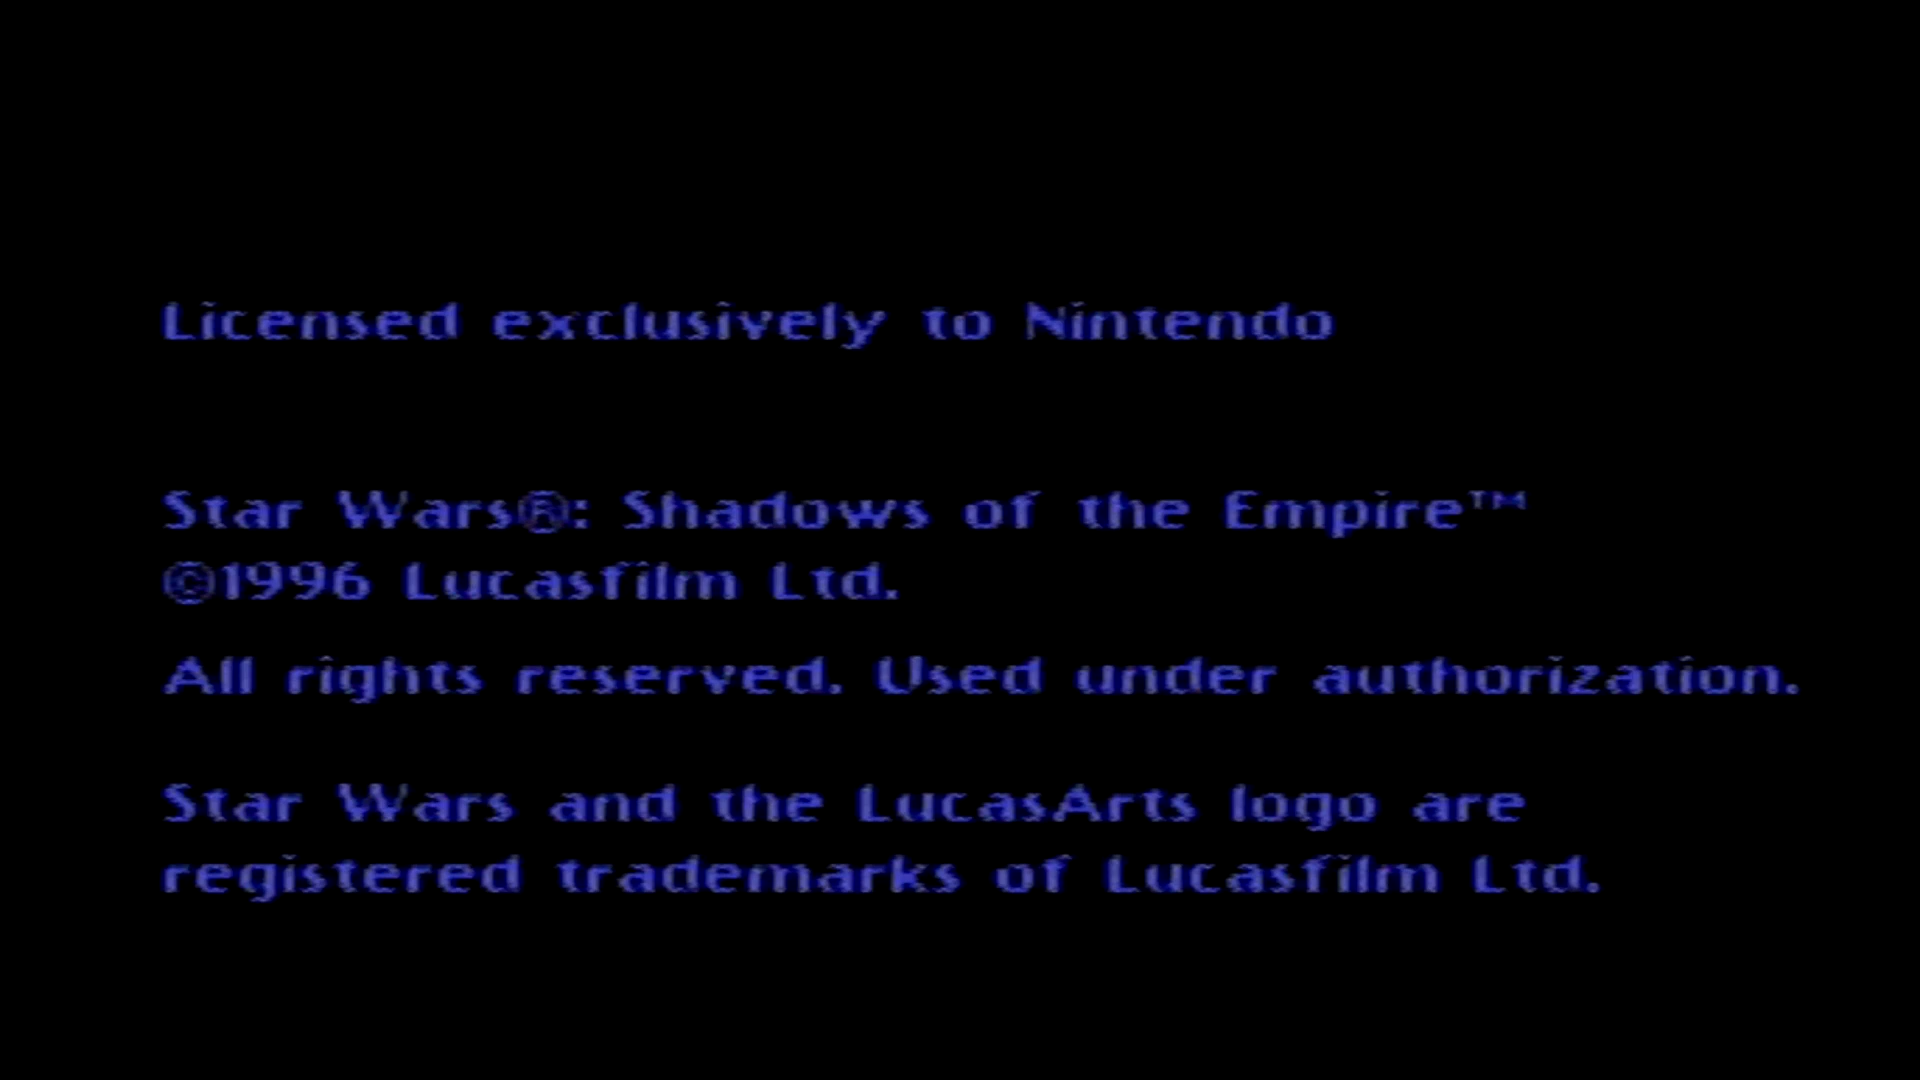 Licensed exclusively to Nintendo
Star Wars®: Shadows of the Empire™
©1996 Lucasfilm Ltd.
All rights reserved. Used under authorization.
Star Wars and the LucasArts logo are
registered trademarks of Lucasfilm Ltd.